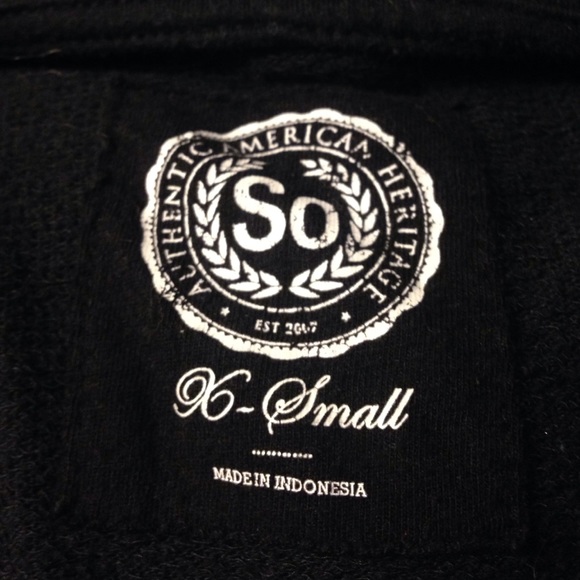 AUTHENTIC AMERICAN HERITAGE
So
EST 2007
X-Small
MADE IN INDONESIA